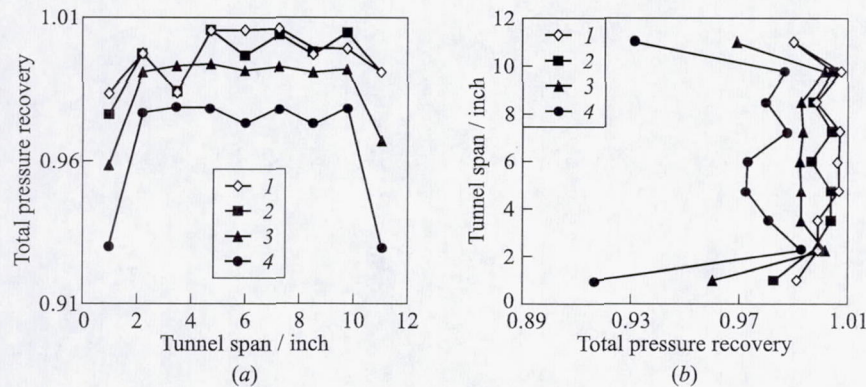 1.01
0.96
0.91
Total pressure recovery
1
2
3
4
0 2 4 6 8 10 12
Tunnel span / inch
(a)
12
10
8
6
4
2
0
Tunnel span / inch
1
2
3
4
0.89 0.93 0.97 1.01
Total pressure recovery
(b)